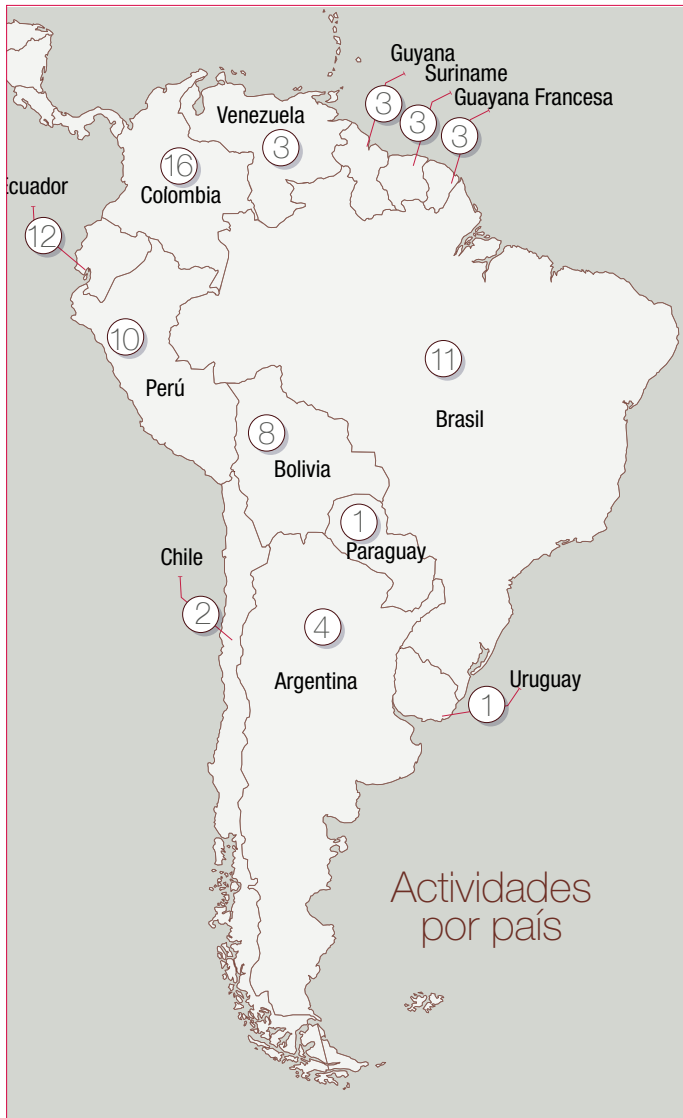 Guyana
Suriname
Guayana Francesa
3
3
3
Venezuela
3
16
Colombia
Ecuador
12
10
Perú
11
Brasil
8
Bolivia
1
Paraguay
Chile
2
4
Argentina
Uruguay
1
Actividades
por país